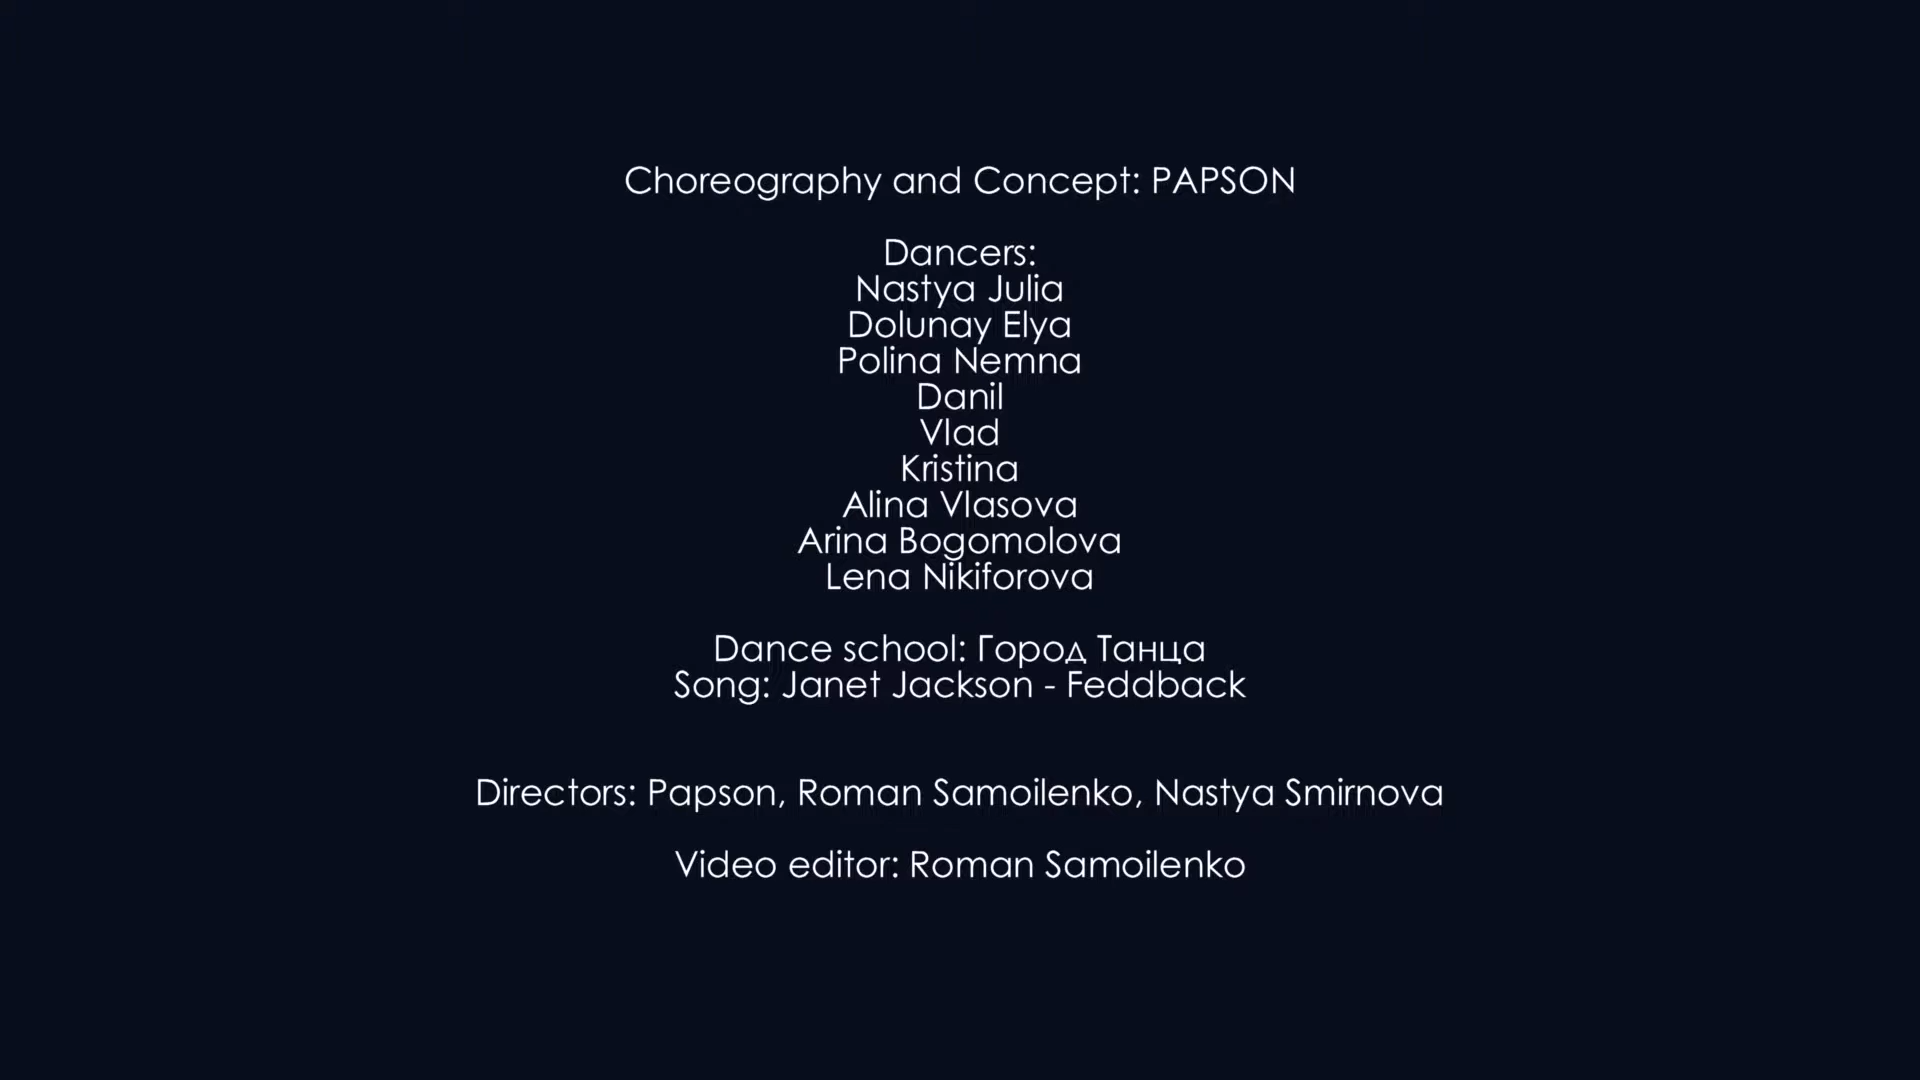 Choreography and Concept: PAPSON
Dancers:
Nastya Julia
Dolunay Elya
Polina Nemna
Danil
Vlad
Kristina
Alina Vlasova
Arina Bogomolova
Lena Nikiforova
Dance school: Город Танца
Song: Janet Jackson - Feddback
Directors: Papson, Roman Samoilenko, Nastya Smirnova
Video editor: Roman Samoilenko